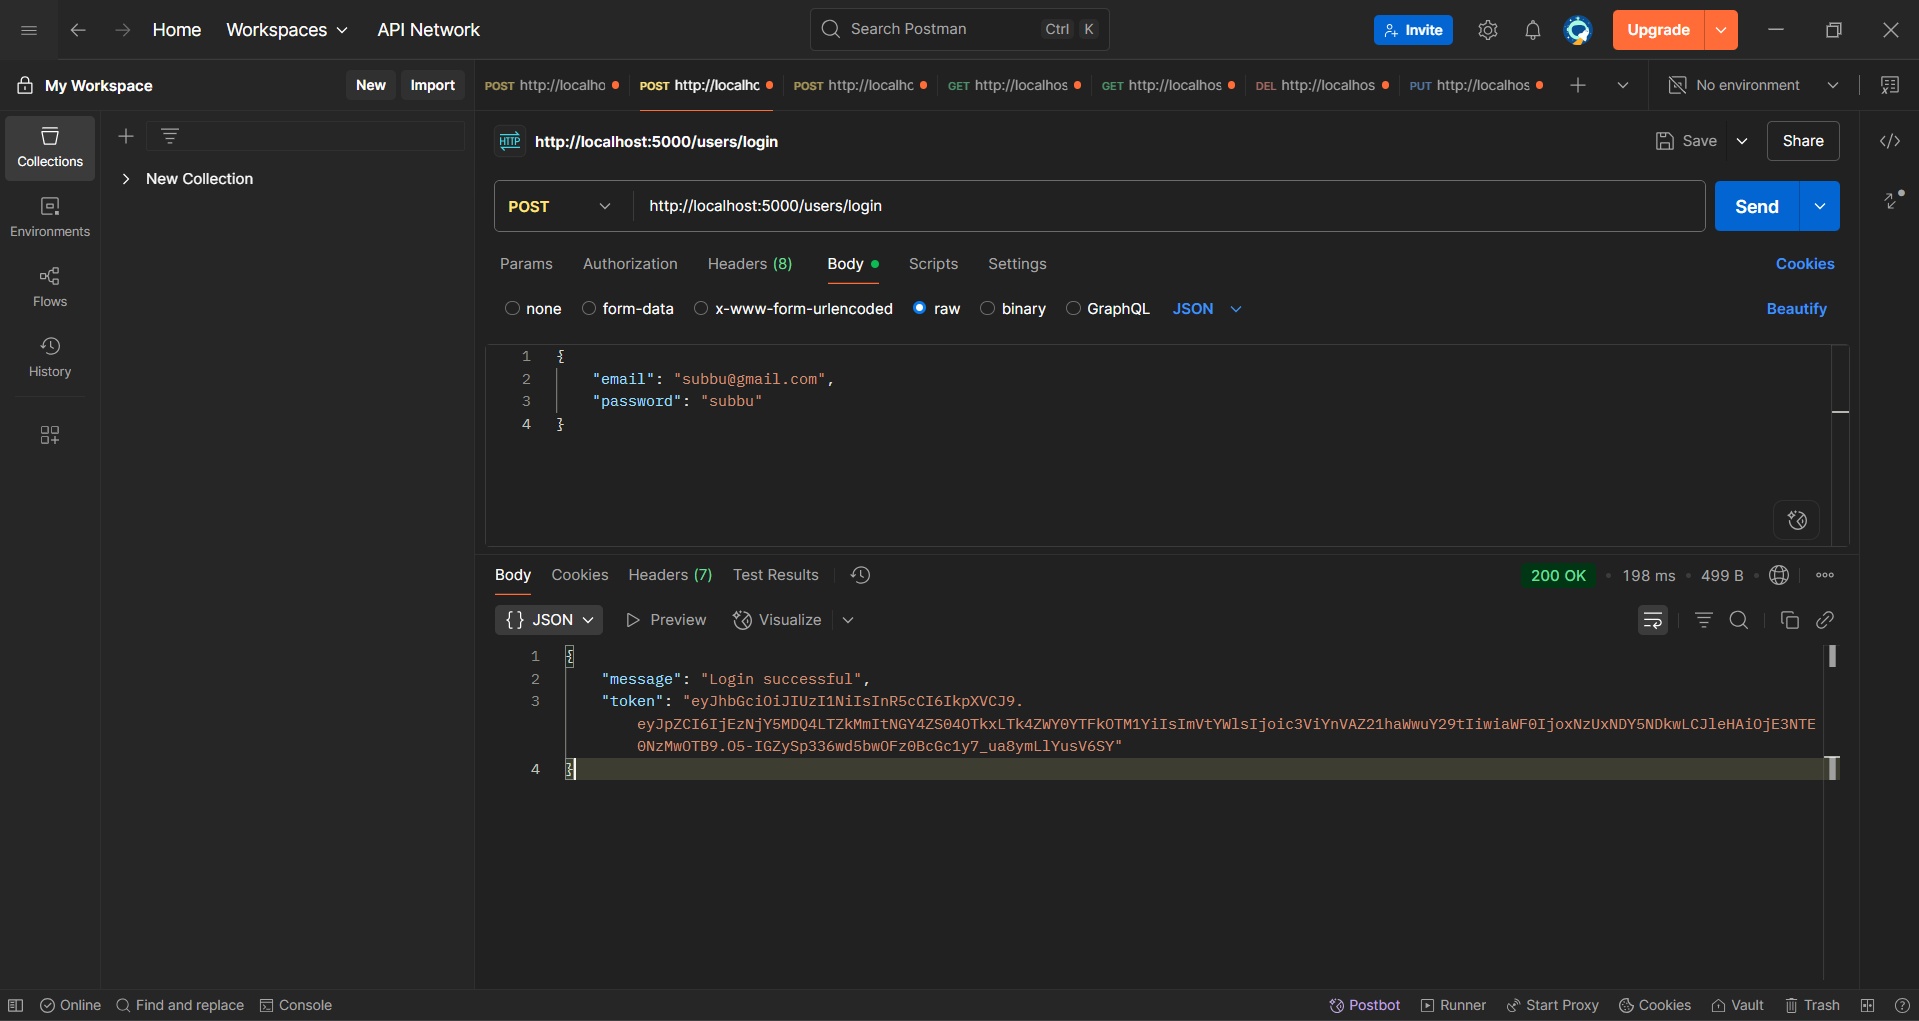 Home
Workspaces
API Network
Search Postman
Ctrl
K
Invite
Upgrade
My Workspace
New
Import
POST http://localho
POST http://localhc
POST http://localhc
GET http://localhos
GET http://localhos
DEL http://localhos
PUT http://localhos
No environment
Collections
Environments
Flows
History
New Collection
HTTP
http://localhost:5000/users/login
Save
Share
POST
http://localhost:5000/users/login
Send
Params
Authorization
Headers (8)
Body
Scripts
Settings
Cookies
none
form-data
x-www-form-urlencoded
raw
binary
GraphQL
JSON
Beautify
1 {
2 "email": "subbu@gmail.com",
3 "password": "subbu"
4 }
Body
Cookies
Headers (7)
Test Results
200 OK
198 ms
499 B
{} JSON
Preview
Visualize
1 {
2 "message": "Login successful",
3 "token": "eyJhbGciOiJIUzI1NiIsInR5cCI6IkpXVCJ9.
eyJpZCI6IjEzNjY5MDQ4LTZkMmItNGY4ZS04OTkxLTk4ZWY0YTFkOTM1YiIsImVtYWlsIjoic3ViYnVAZ21haWwuY29tIiwiaWF0IjoxNzUxNDY5NDkwLCJleHAiOjE3NTE
0NzMwOTB9.O5-IGZySp336wd5bwOFz0BcGc1y7_ua8ymLlYusV6SY"
4 }
Online
Find and replace
Console
Postbot
Runner
Start Proxy
Cookies
Vault
Trash